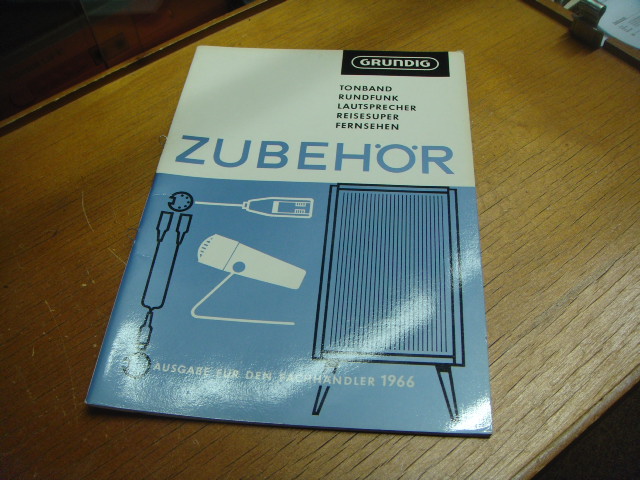 GRUNDIG
TONBAND
RUNDFUNK
LAUTSPRECHER
REISESUPER
FERNSEHEN
ZUBEHÖR
AUSGABE FÜR DEN FACHHÄNDLER 1966